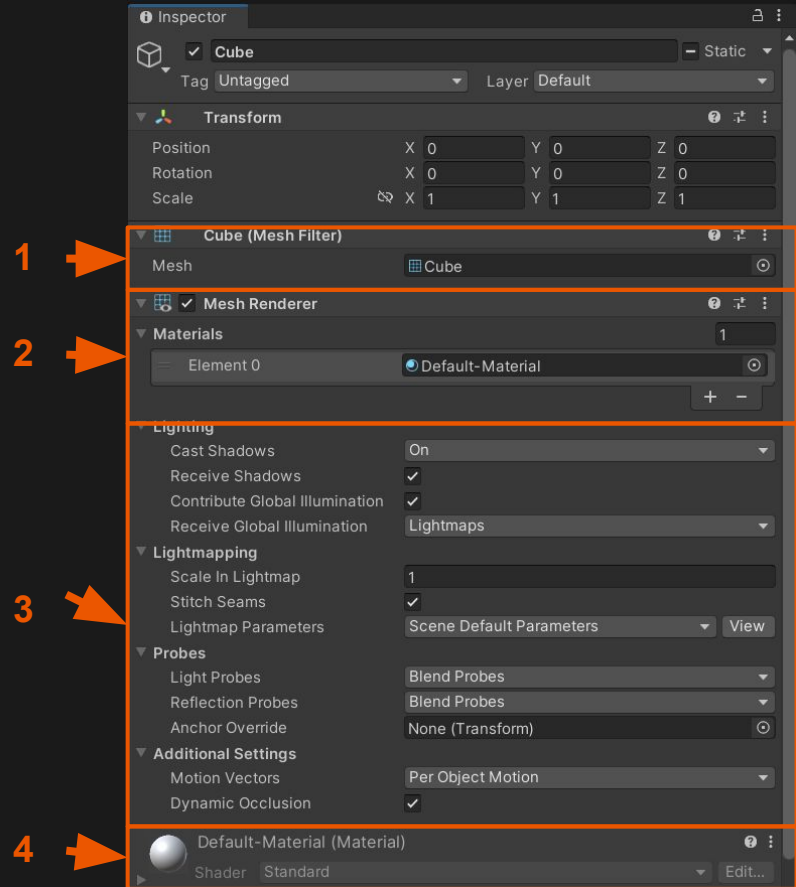 Inspector
Cube Static
Tag Untagged Layer Default
Transform
Position X 0 Y 0 Z 0
Rotation X 0 Y 0 Z 0
Scale X 1 Y 1 Z 1
Cube (Mesh Filter)
1
Mesh Cube
Mesh Renderer
Materials 1
2
Element 0 Default-Material
+ −
Lighting
Cast Shadows On
Receive Shadows
Contribute Global Illumination
Receive Global Illumination Lightmaps
Lightmapping
Scale In Lightmap 1
3
Stitch Seams
Lightmap Parameters Scene Default Parameters View
Probes
Light Probes Blend Probes
Reflection Probes Blend Probes
Anchor Override None (Transform)
Additional Settings
Motion Vectors Per Object Motion
Dynamic Occlusion
Default-Material (Material)
4
Shader Standard Edit...